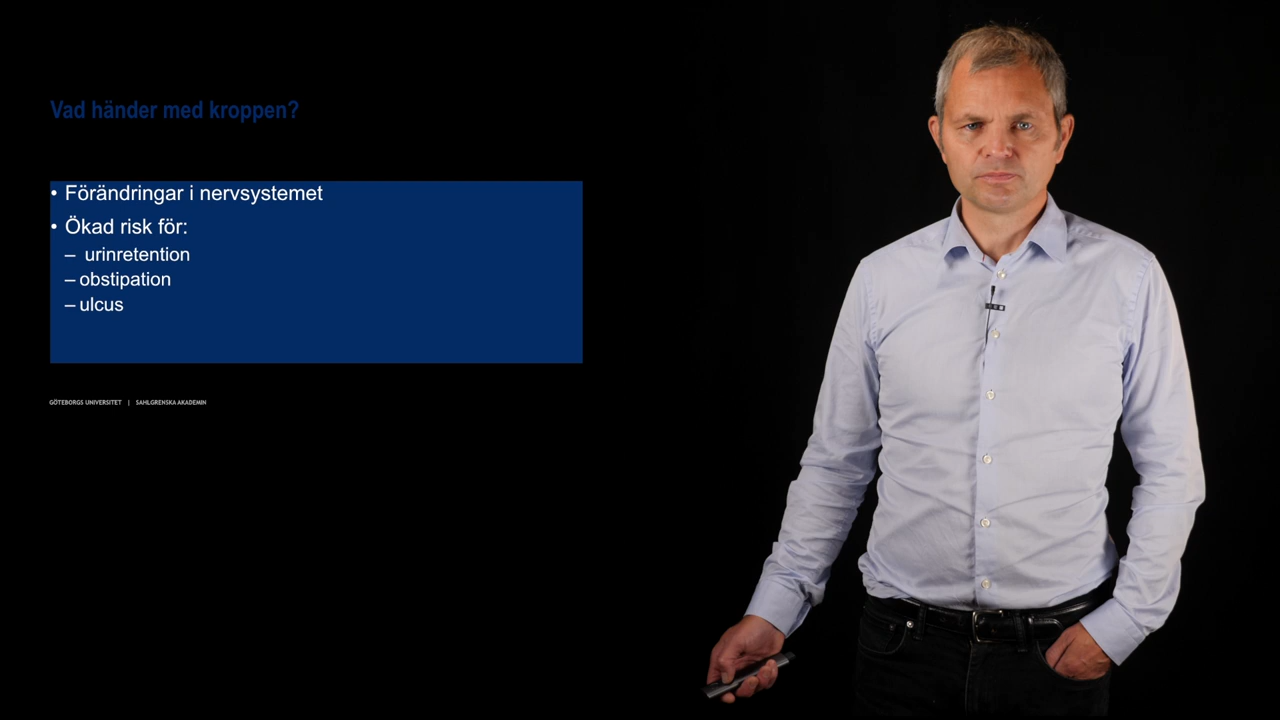 Vad händer med kroppen?
• Förändringar i nervsystemet
• Ökad risk för:
– urinretention
– obstipation
– ulcus
GÖTEBORGS UNIVERSITET | SAHLGRENSKA AKADEMIN